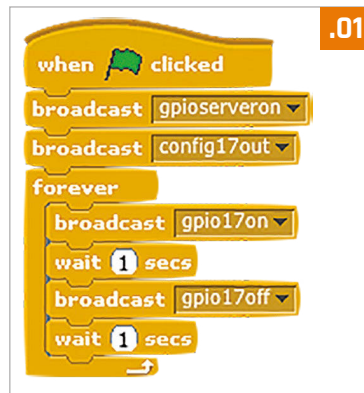 .01
when clicked
broadcast gpioserveron
broadcast config17out
forever
broadcast gpio17on
wait 1 secs
broadcast gpio17off
wait 1 secs